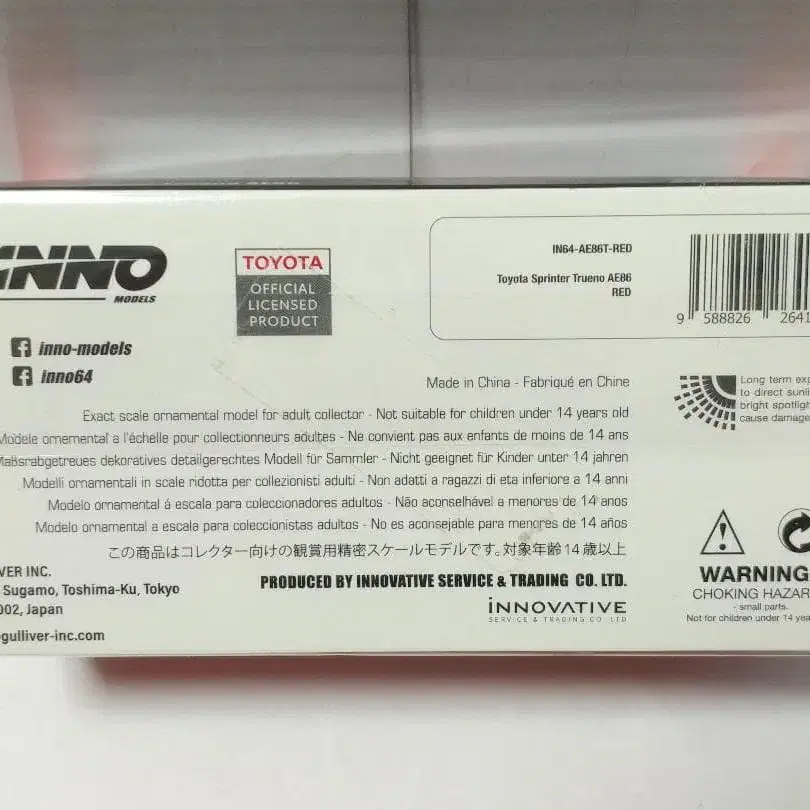 INNO
MODELS
inno-models
inno64
TOYOTA
OFFICIAL
LICENSED
PRODUCT
IN64-AE86T-RED
Toyota Sprinter Trueno AE86
RED
9 588826 2641
Made in China - Fabriqué en Chine
Long term exp
to direct sunli
bright spotligh
cause damage
Exact scale ornamental model for adult collector - Not suitable for children under 14 years old
Modele ornemental a l'échelle pour collectionneurs adultes - Ne convient pas aux enfants de moins de 14 ans
Maßsrabgetreues dekoratives detailgerechtes Modell für Sammler - Nicht geeignet für Kinder unter 14 jahren
Modelli ornamentali in scale ridotta per collezionisti adulti - Non adatti a ragazzi di eta inferiore a 14 anni
Modelo ornamental á escala para coleccionadores adultos - Não aconselhável a menores de 14 anos
Modelo ornamental a escala para coleccionistas adultos - No es aconsejable para menores de 14 años
この商品はコレクター向けの観賞用精密スケールモデルです。対象年齢14歳以上
VER INC.
Sugamo, Toshima-Ku, Tokyo
002, Japan
gulliver-inc.com
PRODUCED BY INNOVATIVE SERVICE & TRADING CO. LTD.
iNNOVATIVE
SERVICE & TRADING CO. LTD
WARNING
CHOKING HAZAR
- small parts.
Not for children under 14 yea